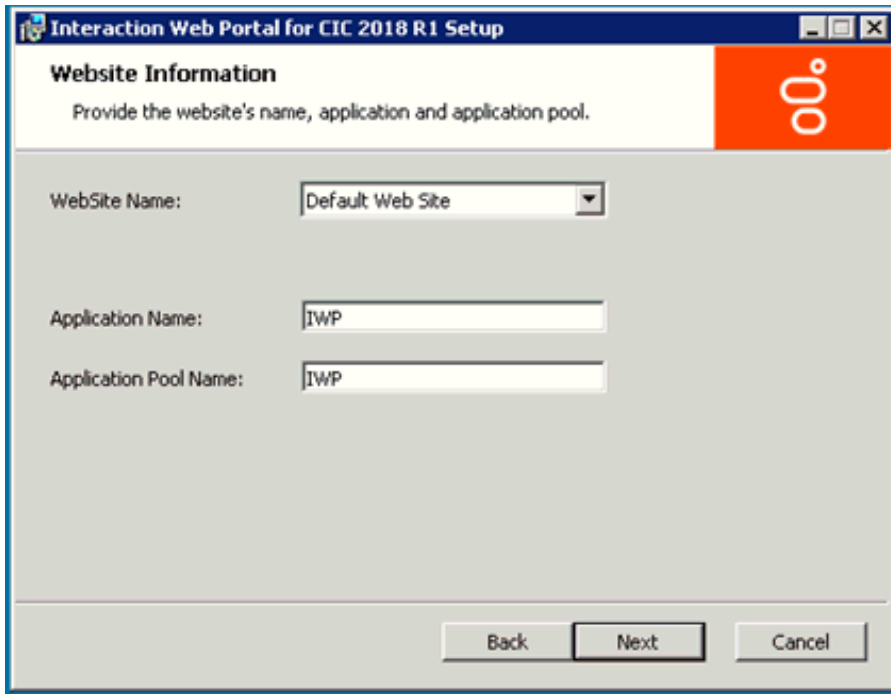 Interaction Web Portal for CIC 2018 R1 Setup
Website Information
Provide the website's name, application and application pool.
WebSite Name:
Default Web Site
Application Name:
IWP
Application Pool Name:
IWP
Back
Next
Cancel